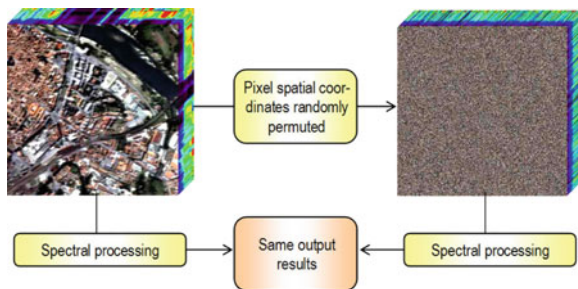 Pixel spatial coor-
dinates randomly
permuted
Spectral processing
Same output
results
Spectral processing